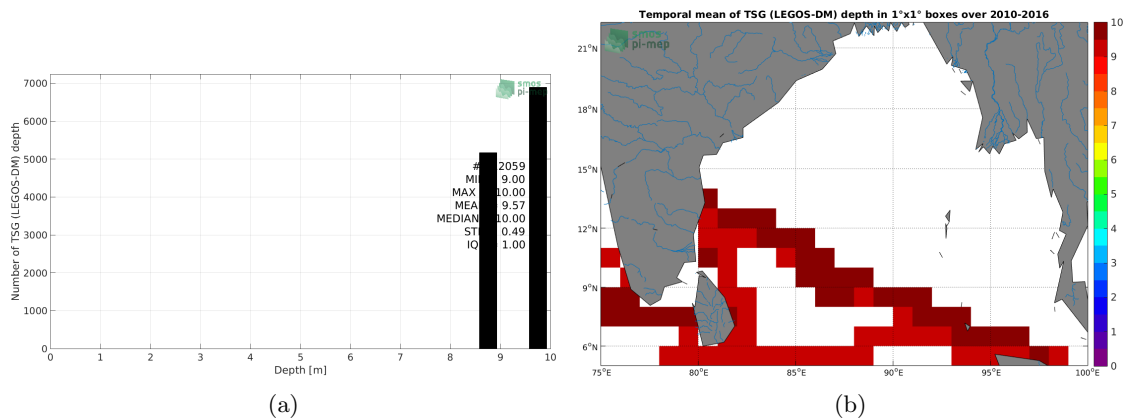 Temporal mean of TSG (LEGOS-DM) depth in 1°x1° boxes over 2010-2016
smos
pi-mep
Number of TSG (LEGOS-DM) depth
7000
6000
5000
4000
3000
2000
1000
0
2059
9.00
MAX 10.00
9.57
MEDIAN 10.00
0.49
1.00
0 1 2 3 4 5 6 7 8 9 10
Depth [m]
smos
pi-mep
21°N
18°N
15°N
12°N
9°N
6°N
75°E 80°E 85°E 90°E 95°E 100°E
10
9
8
7
6
5
4
3
2
1
0
(a)
(b)